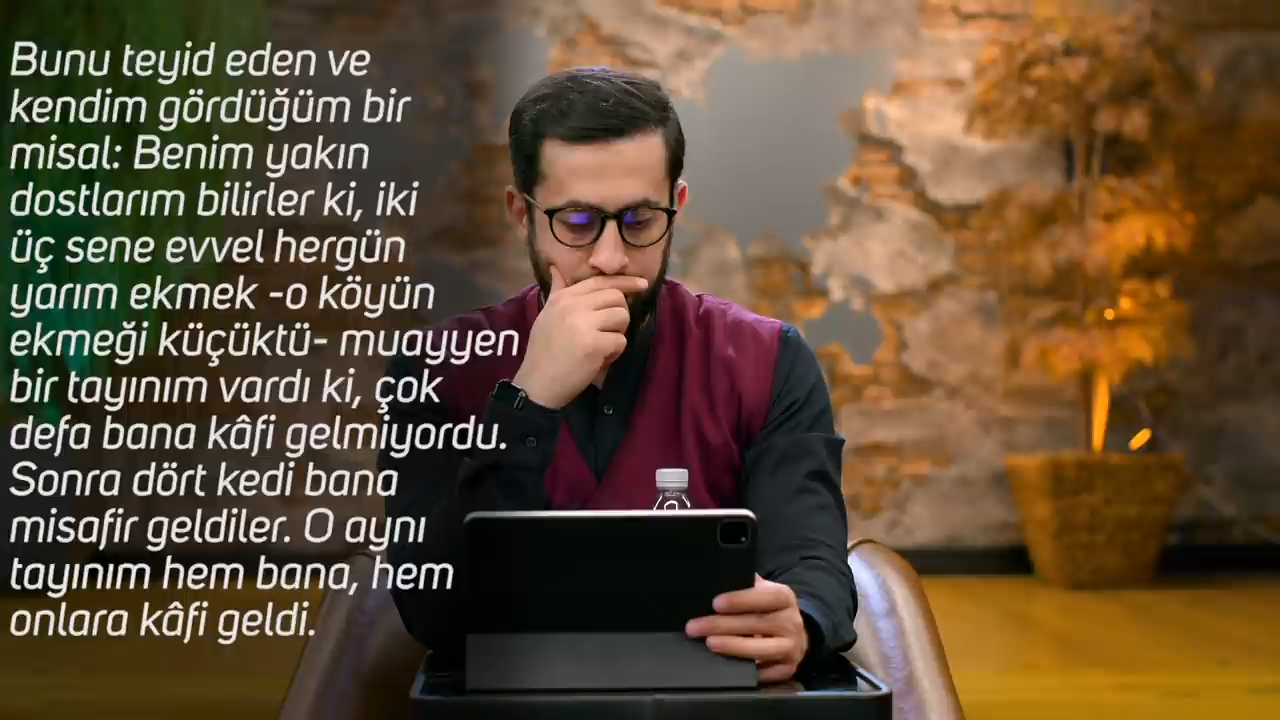 Bunu teyid eden ve
kendim gördüğüm bir
misal: Benim yakın
dostlarım bilirler ki, iki
üç sene evvel hergün
yarım ekmek -o köyün
ekmeği küçüktü- muayyen
bir tayınım vardı ki, çok
defa bana kâfi gelmiyordu.
Sonra dört kedi bana
misafir geldiler. O aynı
tayınım hem bana, hem
onlara kâfi geldi.